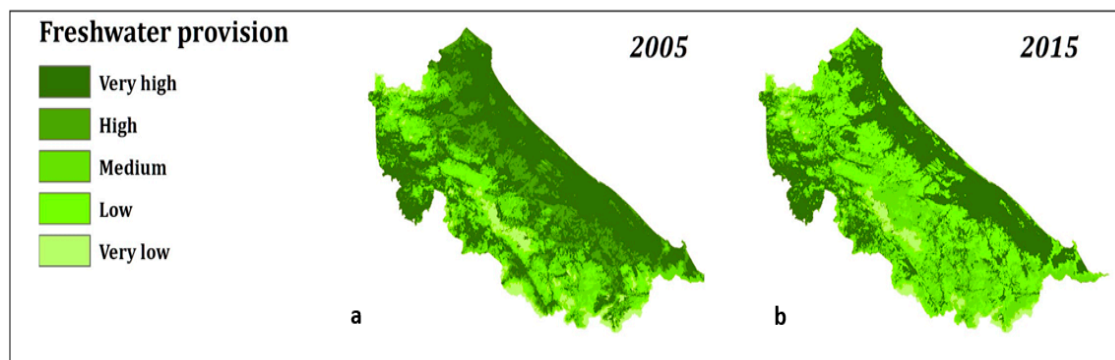 Freshwater provision
Very high
High
Medium
Low
Very low
2005
2015
a
b